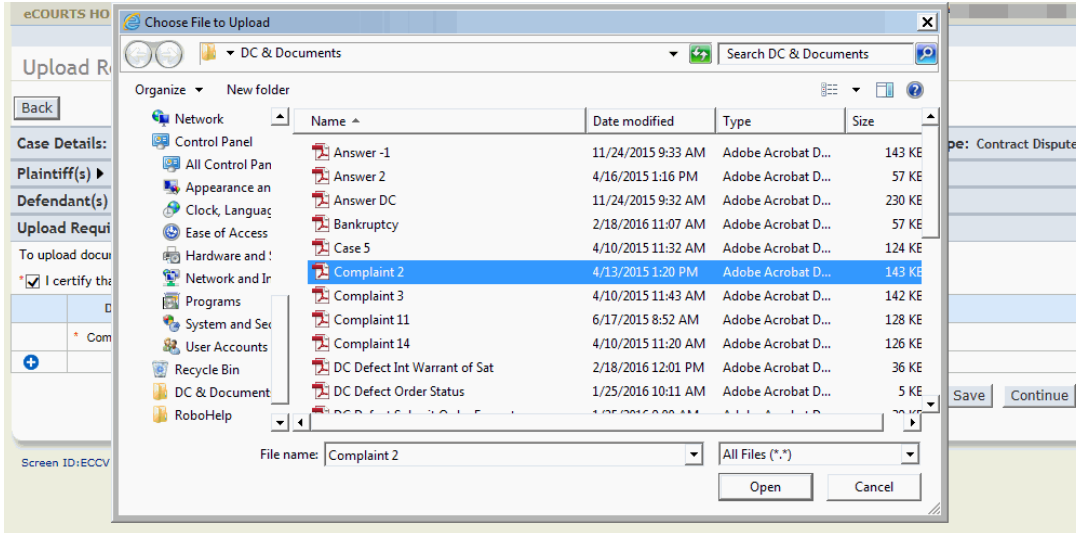 eCOURTS HO
Choose File to Upload
DC & Documents
Search DC & Documents
Upload R
Organize
New folder
Back
Network
Control Panel
All Control Pan
Appearance an
Clock, Languag
Ease of Access
Hardware and
Network and In
Programs
System and Sec
User Accounts
Recycle Bin
DC & Document
RoboHelp
Name Date modified Type Size
Answer -1 11/24/2015 9:33 AM Adobe Acrobat D... 143 KB
Answer 2 4/16/2015 1:16 PM Adobe Acrobat D... 57 KB
Answer DC 11/24/2015 9:32 AM Adobe Acrobat D... 230 KB
Bankruptcy 2/18/2016 11:07 AM Adobe Acrobat D... 57 KB
Case 5 4/10/2015 11:32 AM Adobe Acrobat D... 124 KB
Complaint 2 4/13/2015 1:20 PM Adobe Acrobat D... 143 KB
Complaint 3 4/10/2015 11:43 AM Adobe Acrobat D... 142 KB
Complaint 11 6/17/2015 8:52 AM Adobe Acrobat D... 128 KB
Complaint 14 4/10/2015 11:20 AM Adobe Acrobat D... 126 KB
DC Defect Int Warrant of Sat 2/18/2016 12:01 PM Adobe Acrobat D... 36 KB
DC Defect Order Status 1/25/2016 10:11 AM Adobe Acrobat D... 5 KB
Case Details:
pe: Contract Dispute
Plaintiff(s)
Defendant(s)
Upload Requi
To upload docu
* I certify tha
D
* Com
Save
Continue
File name: Complaint 2
All Files (*.*)
Open
Cancel
Screen ID:ECCV